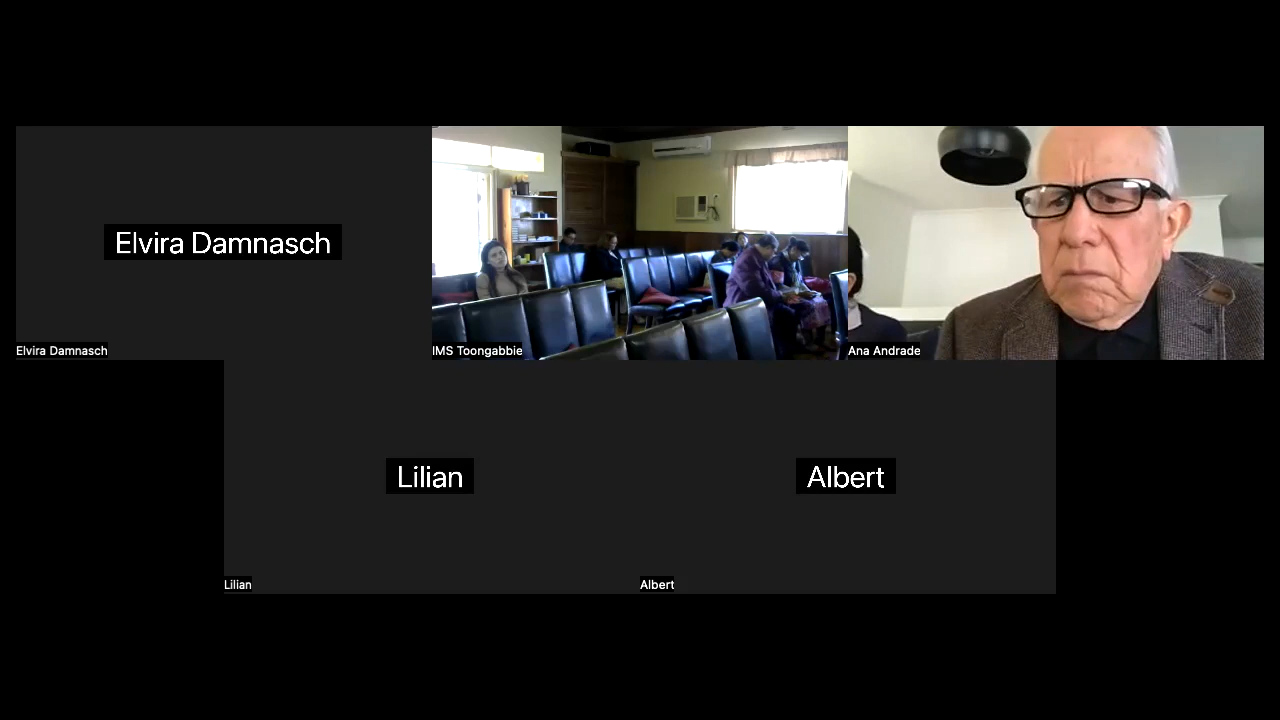 Elvira Damnasch
Elvira Damnasch
IMS Toongabbie
Ana Andrade
Lilian
Albert
Lilian
Albert